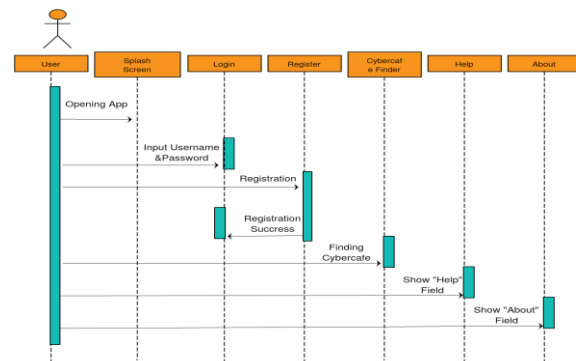 User
Splash
Screen
Login
Register
Cybercaf
e Finder
Help
About
Opening App
Input Username
&Password
Registration
Registration
Success
Finding
Cybercafe
Show "Help"
Field
Show "About"
Field